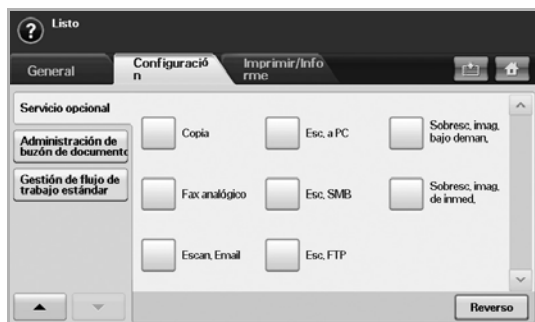 Listo
General
Configuració
n
Imprimir/Info
rme
Servicio opcional
Administración de
buzón de documento
Gestión de flujo de
trabajo estándar
Copia
Esc, a PC
Sobresc, imag,
bajo deman,
Fax analógico
Esc, SMB
Sobresc, imag,
de inmed,
Escan, Email
Esc, FTP
Reverso